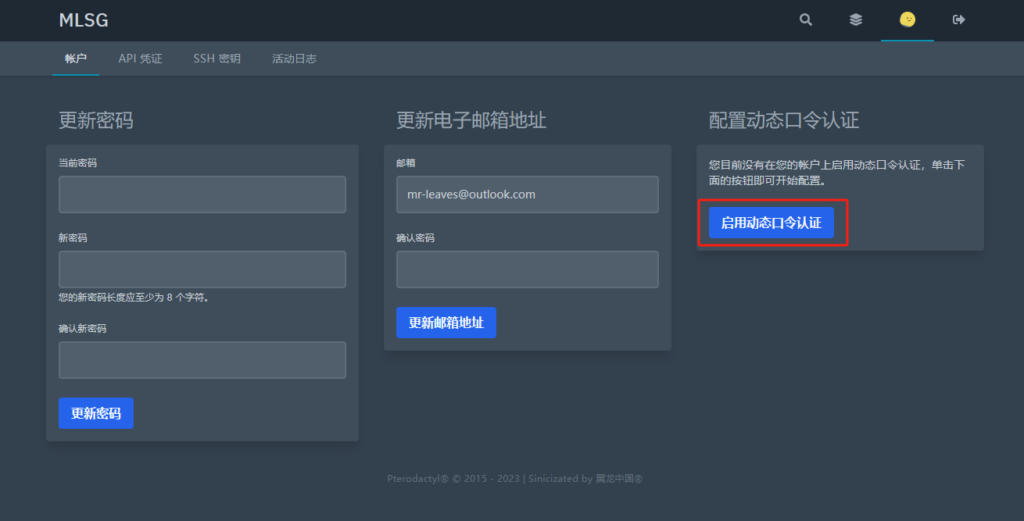 MLSG
帐户 API 凭证 SSH 密钥 活动日志
更新密码
当前密码
新密码
您的新密码长度应至少为 8 个字符。
确认新密码
更新密码
更新电子邮箱地址
邮箱
mr-leaves@outlook.com
确认密码
更新邮箱地址
配置动态口令认证
您目前没有在您的帐户上启用动态口令认证，单击下
面的按钮即可开始配置。
启用动态口令认证
Pterodactyl® © 2015 - 2023 | Sinicizated by 翼龙中国®